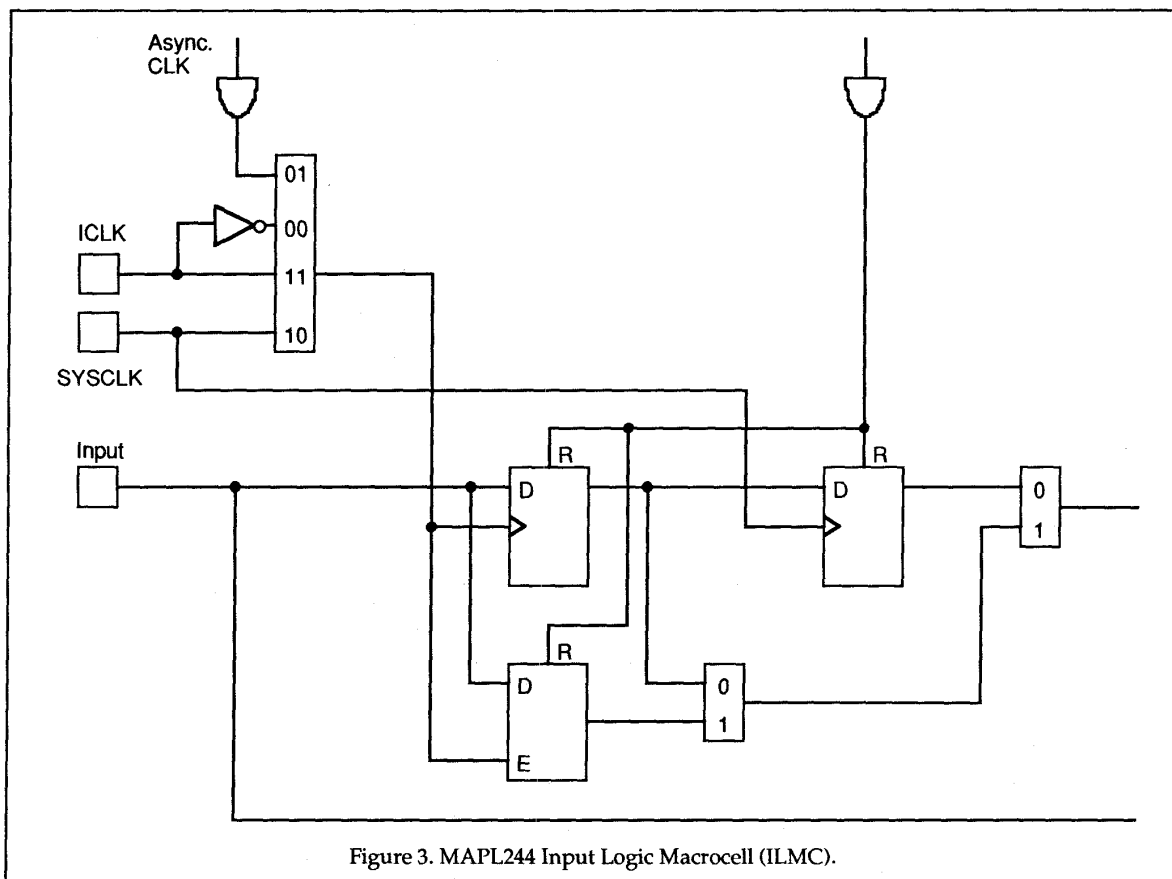 Async.
CLK
01
00
ICLK
11
10
SYSCLK
Input
R
R
D
D
0
1
R
D
0
1
E
Figure 3. MAPL244 Input Logic Macrocell (ILMC).